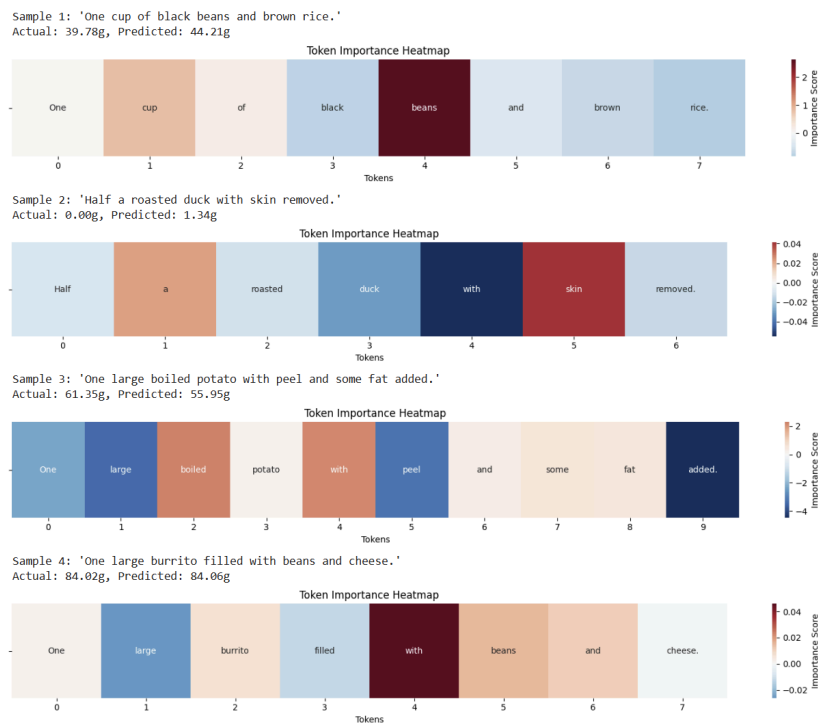 Sample 1: 'One cup of black beans and brown rice.'
Actual: 39.78g, Predicted: 44.21g
Token Importance Heatmap
One cup of black beans and brown rice.
0 1 2 3 4 5 6 7
Tokens
2
0
Importance Score
Sample 2: 'Half a roasted duck with skin removed.'
Actual: 0.00g, Predicted: 1.34g
Token Importance Heatmap
Half a roasted duck with skin removed.
0 1 2 3 4 5 6
Tokens
0.04
0.02
0.00
−0.02
−0.04
Importance Score
Sample 3: 'One large boiled potato with peel and some fat added.'
Actual: 61.35g, Predicted: 55.95g
Token Importance Heatmap
One large boiled potato with peel and some fat added.
0 1 2 3 4 5 6 7 8 9
Tokens
2
0
−2
−4
Importance Score
Sample 4: 'One large burrito filled with beans and cheese.'
Actual: 84.02g, Predicted: 84.06g
Token Importance Heatmap
One large burrito filled with beans and cheese.
0 1 2 3 4 5 6 7
Tokens
0.04
0.02
0.00
−0.02
Importance Score